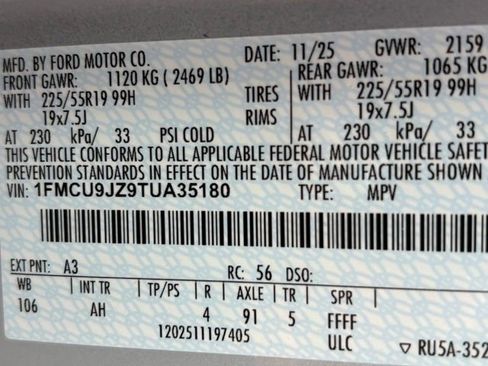 MFD. BY FORD MOTOR CO.
DATE: 11/25 GVWR: 2159
FRONT GAWR: 1120 KG (2469 LB) REAR GAWR: 1065 KG
WITH 225/55R19 99H TIRES WITH 225/55R19 99H
19x7.5J RIMS 19x7.5J
AT 230 kPa/ 33 PSI COLD AT 230 kPa/ 33
THIS VEHICLE CONFORMS TO ALL APPLICABLE FEDERAL MOTOR VEHICLE SAFET
PREVENTION STANDARDS IN EFFECT ON THE DATE OF MANUFACTURE SHOWN
VIN: 1FMCU9JZ9TUA35180 TYPE: MPV
EXT PNT: A3 RC: 56 DSO:
WB INT TR TP/PS R AXLE TR SPR
106 AH 4 91 5 FFFF
1202511197405 ULC ▽ RU5A-352